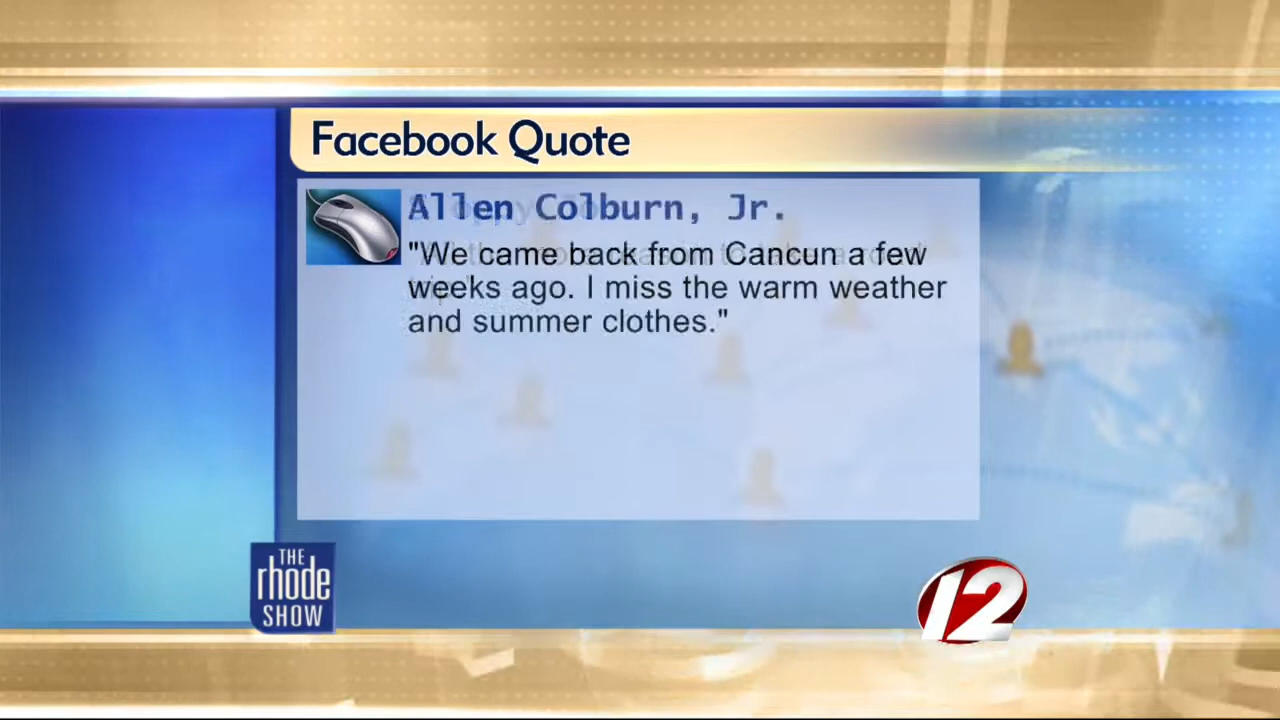 Facebook Quote
Allen Colburn, Jr.
"We came back from Cancun a few
weeks ago. I miss the warm weather
and summer clothes."
THE
rhode
SHOW
12